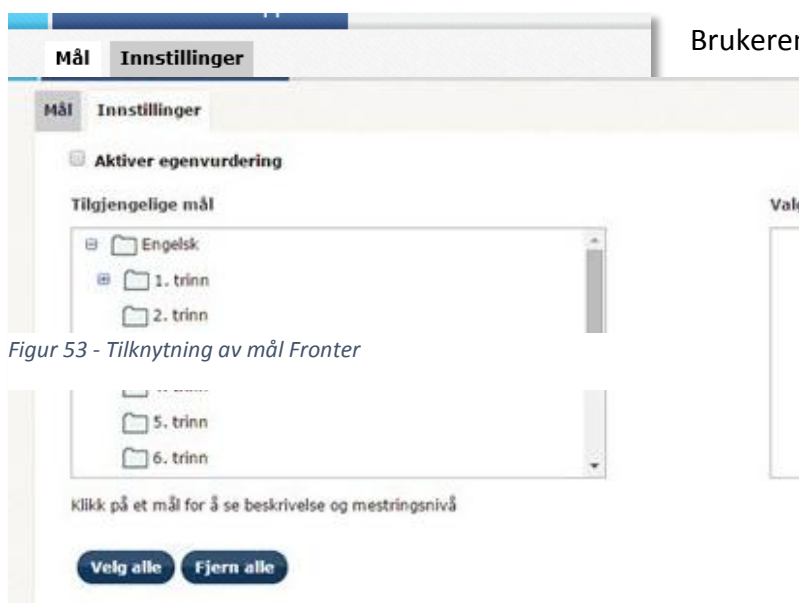 Mål Innstillinger
Brukeren
Mål Innstillinger
Aktiver egenvurdering
Tilgjengelige mål
Engelsk
1. trinn
2. trinn
Figur 53 - Tilknytning av mål Fronter
5. trinn
6. trinn
Klikk på et mål for å se beskrivelse og mestringsnivå
Velg alle Fjern alle